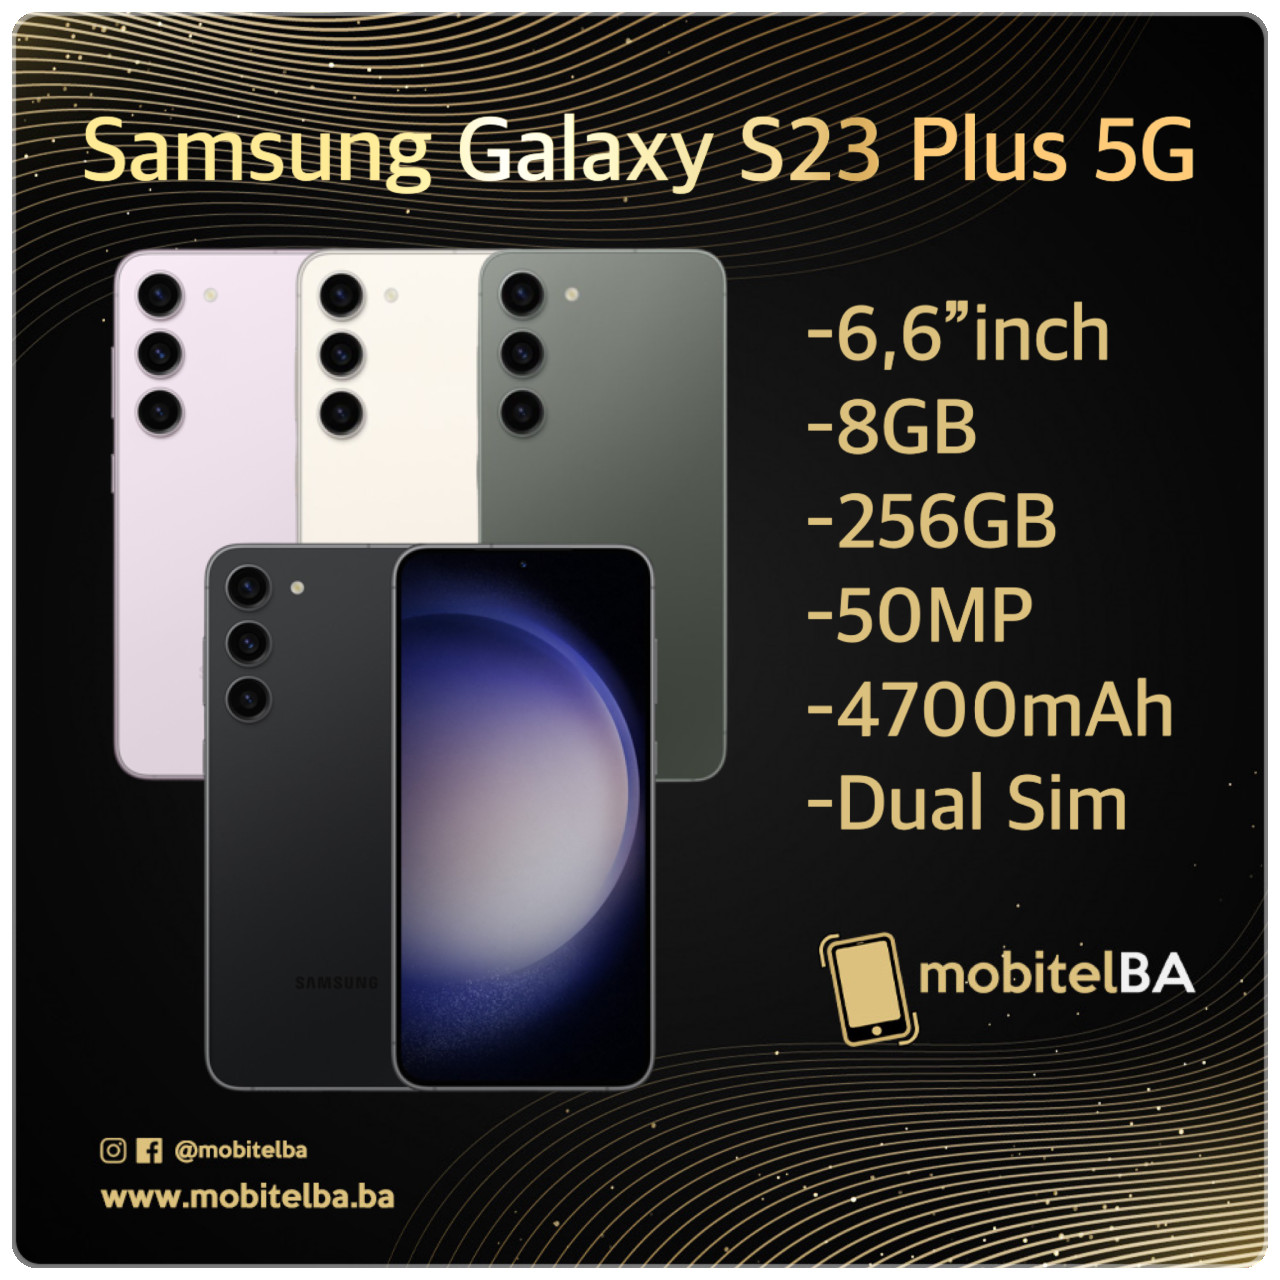 Samsung Galaxy S23 Plus 5G
-6,6”inch
-8GB
-256GB
-50MP
-4700mAh
-Dual Sim
SAMSUNG
mobitelBA
@mobitelba
www.mobitelba.ba